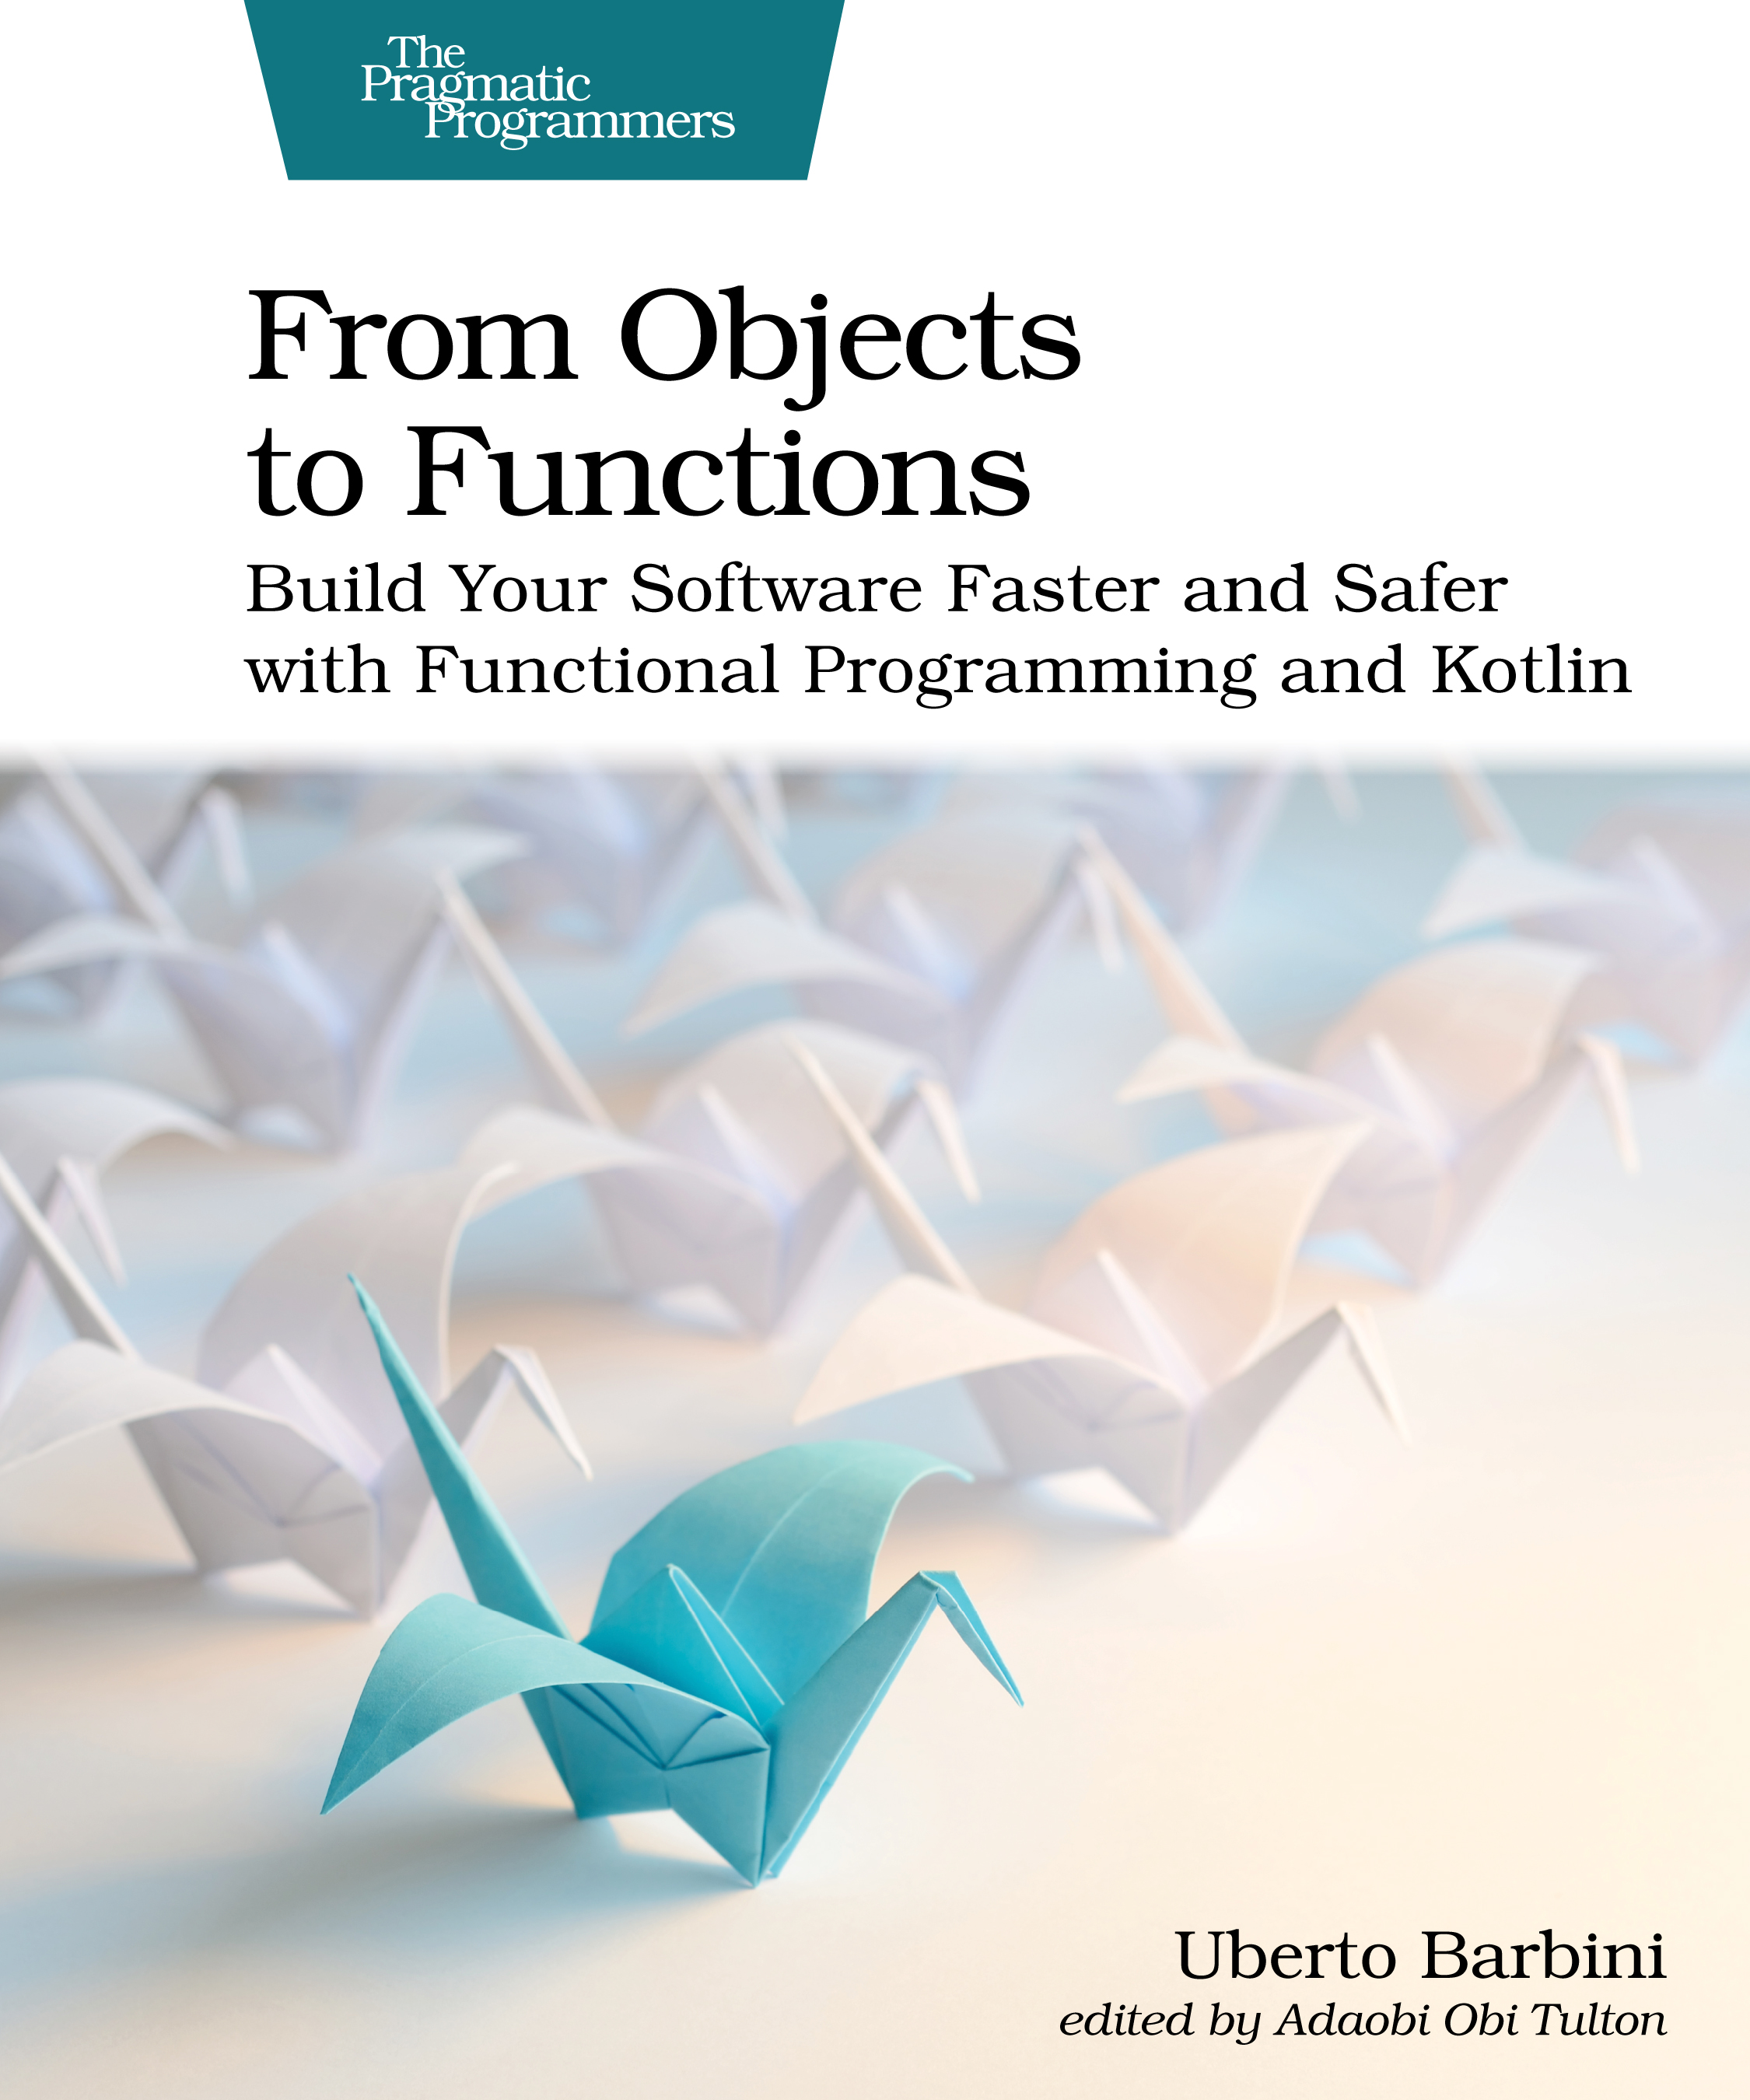 The
Pragmatic
Programmers
From Objects
to Functions
Build Your Software Faster and Safer
with Functional Programming and Kotlin
Uberto Barbini
edited by Adaobi Obi Tulton